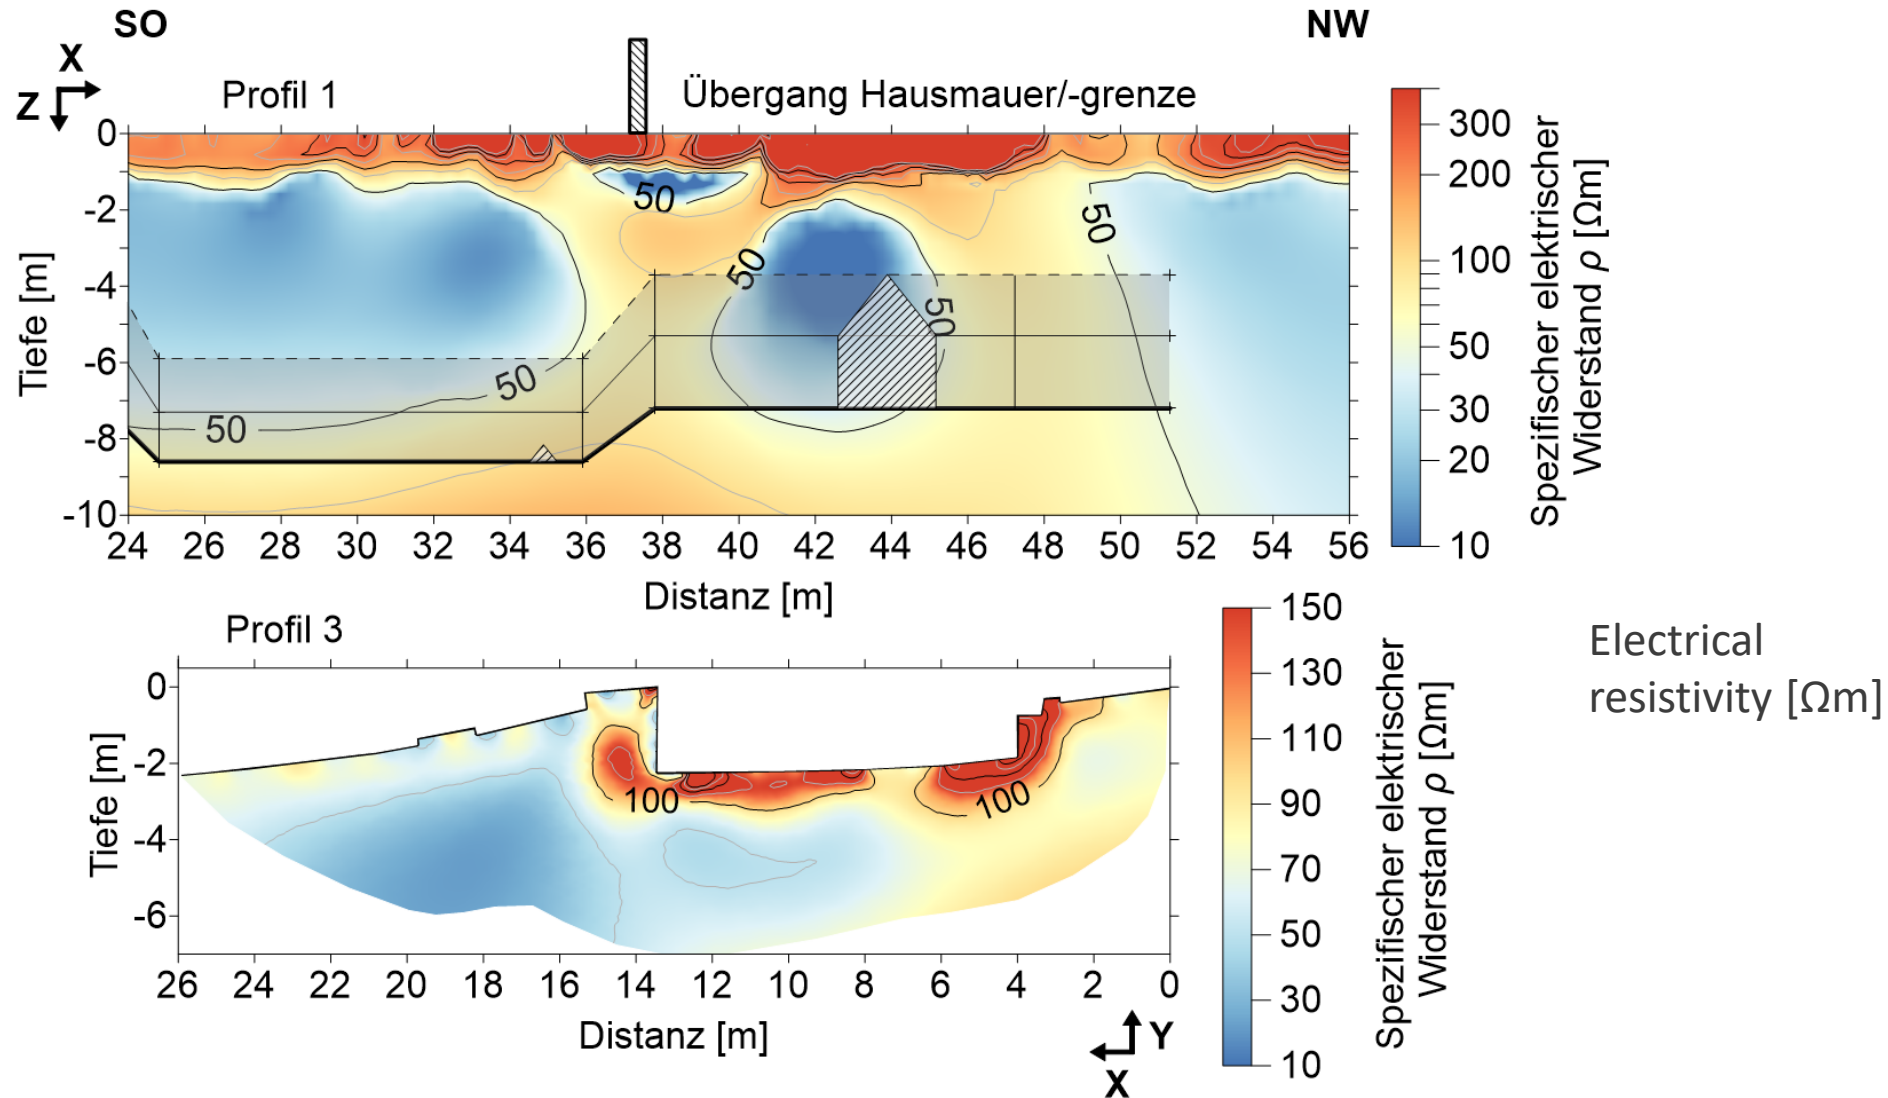 SO
NW
X
Z
Profil 1
Übergang Hausmauer/-grenze
0
-2
-4
-6
-8
-10
Tiefe [m]
50
50
50
50
50
50
24 26 28 30 32 34 36 38 40 42 44 46 48 50 52 54 56
Distanz [m]
300
200
100
50
30
20
10
Spezifischer elektrischer
Widerstand ρ [Ωm]
Profil 3
0
-2
-4
-6
Tiefe [m]
100
100
26 24 22 20 18 16 14 12 10 8 6 4 2 0
Distanz [m]
Y
X
150
130
110
90
70
50
30
10
Spezifischer elektrischer
Widerstand ρ [Ωm]
Electrical
resistivity [Ωm]